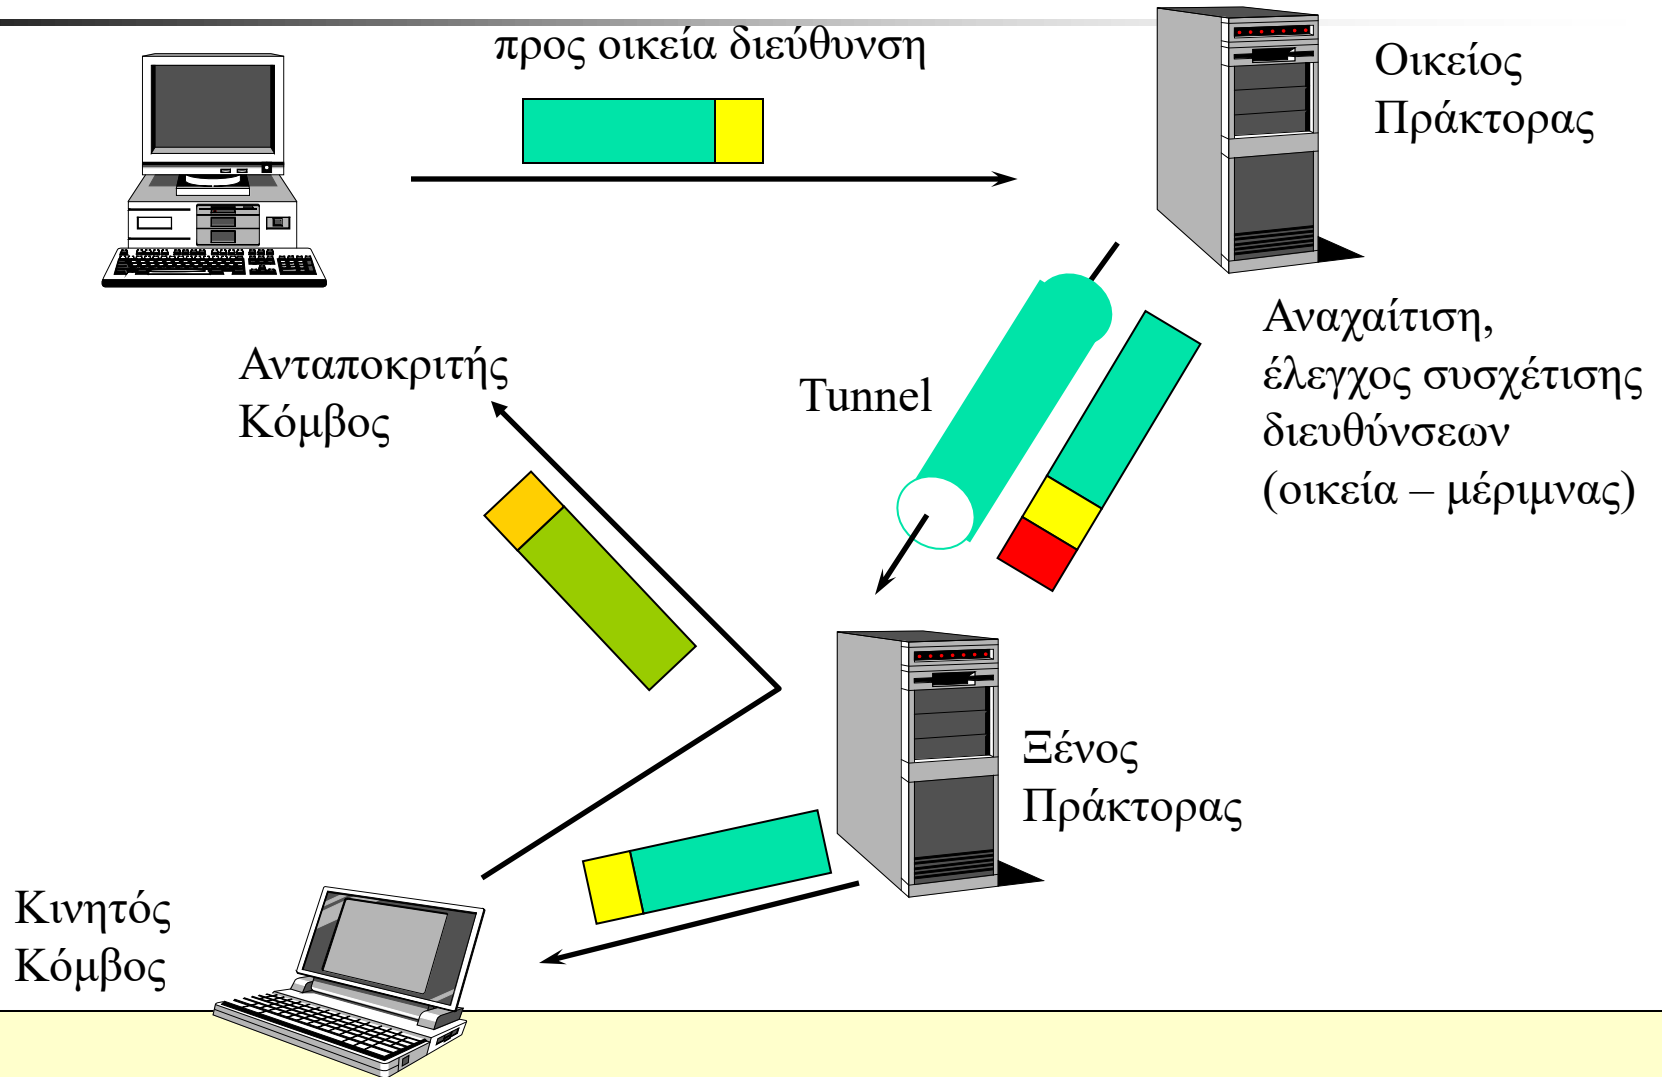 προς οικεία διεύθυνση
Οικείος
Πράκτορας
Αναχαίτιση,
έλεγχος συσχέτισης
διευθύνσεων
(οικεία – μέριμνας)
Ανταποκριτής
Κόμβος
Tunnel
Ξένος
Πράκτορας
Κινητός
Κόμβος